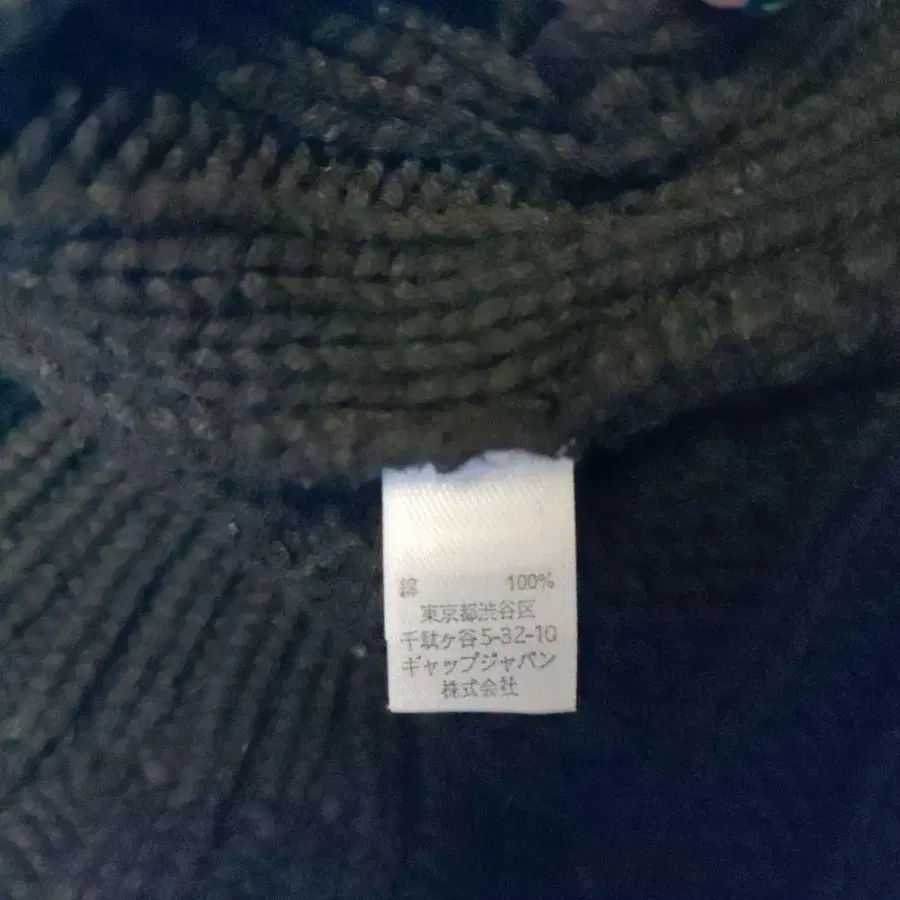 綿 100%
東京都渋谷区
千駄ヶ谷5-32-10
ギャップジャパン
株式会社